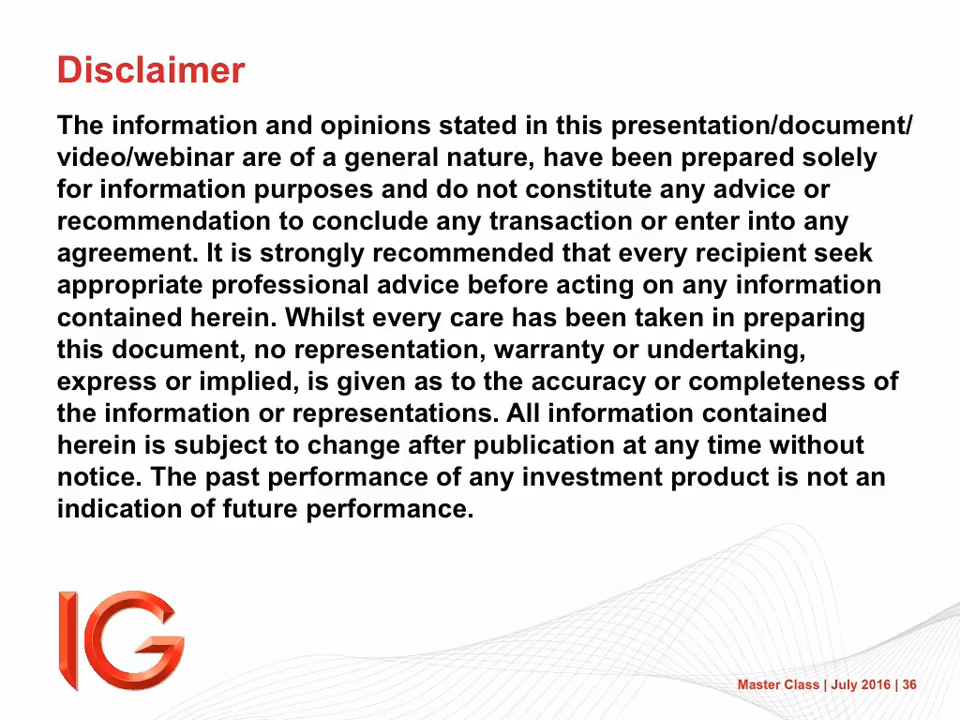 Disclaimer
The information and opinions stated in this presentation/document/
video/webinar are of a general nature, have been prepared solely
for information purposes and do not constitute any advice or
recommendation to conclude any transaction or enter into any
agreement. It is strongly recommended that every recipient seek
appropriate professional advice before acting on any information
contained herein. Whilst every care has been taken in preparing
this document, no representation, warranty or undertaking,
express or implied, is given as to the accuracy or completeness of
the information or representations. All information contained
herein is subject to change after publication at any time without
notice. The past performance of any investment product is not an
indication of future performance.
IG
Master Class | July 2016 | 36